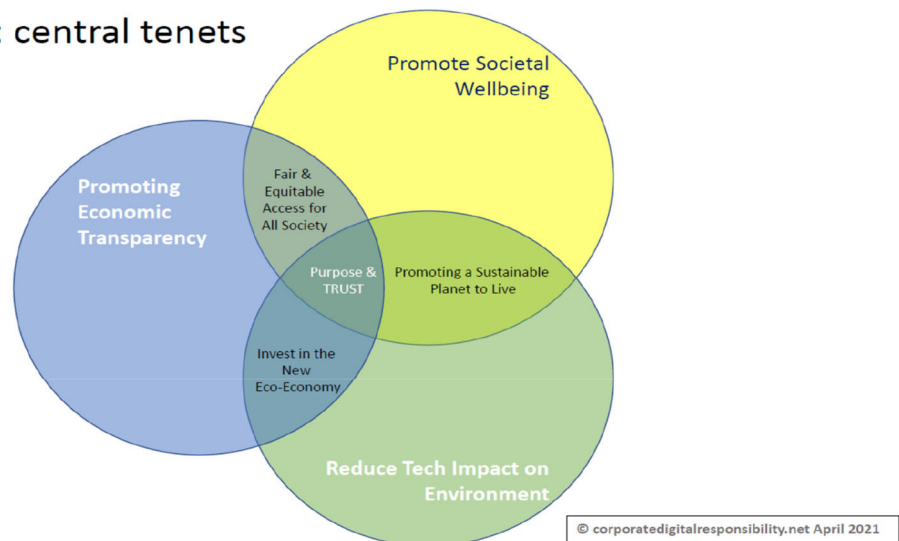 : central tenets
Promote Societal
Wellbeing
Promoting
Economic
Transparency
Fair &
Equitable
Access for
All Society
Purpose &
TRUST
Promoting a Sustainable
Planet to Live
Invest in the
New
Eco-Economy
Reduce Tech Impact on
Environment
© corporatedigitalresponsibility.net April 2021